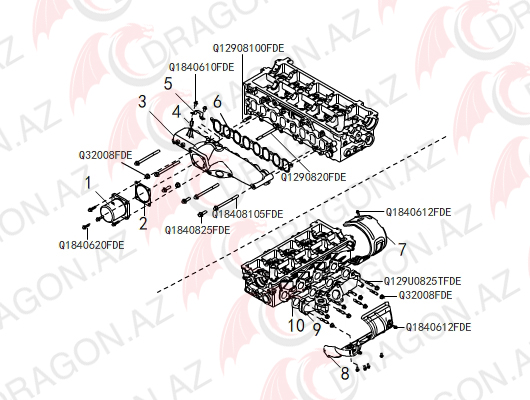 DRAGON.AZ
Q12908100FDE
Q1840610FDE
5
6
3
4
Q32008FDE
Q1290820FDE
1
2
Q18408105FDE
Q1840825FDE
Q1840620FDE
Q1840612FDE
7
Q129U0825TFDE
Q32008FDE
10
9
Q1840612FDE
8
DRAGON.AZ
DRAGON.AZ
DRAGON.AZ